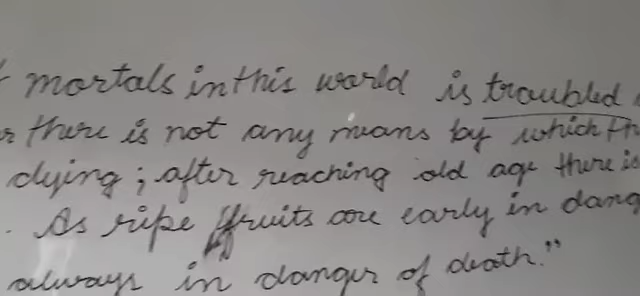 mortals in this world is troubled
there is not any means by which
dying; after reaching old age there is
. As ripe fruits are early in
always in danger of death."